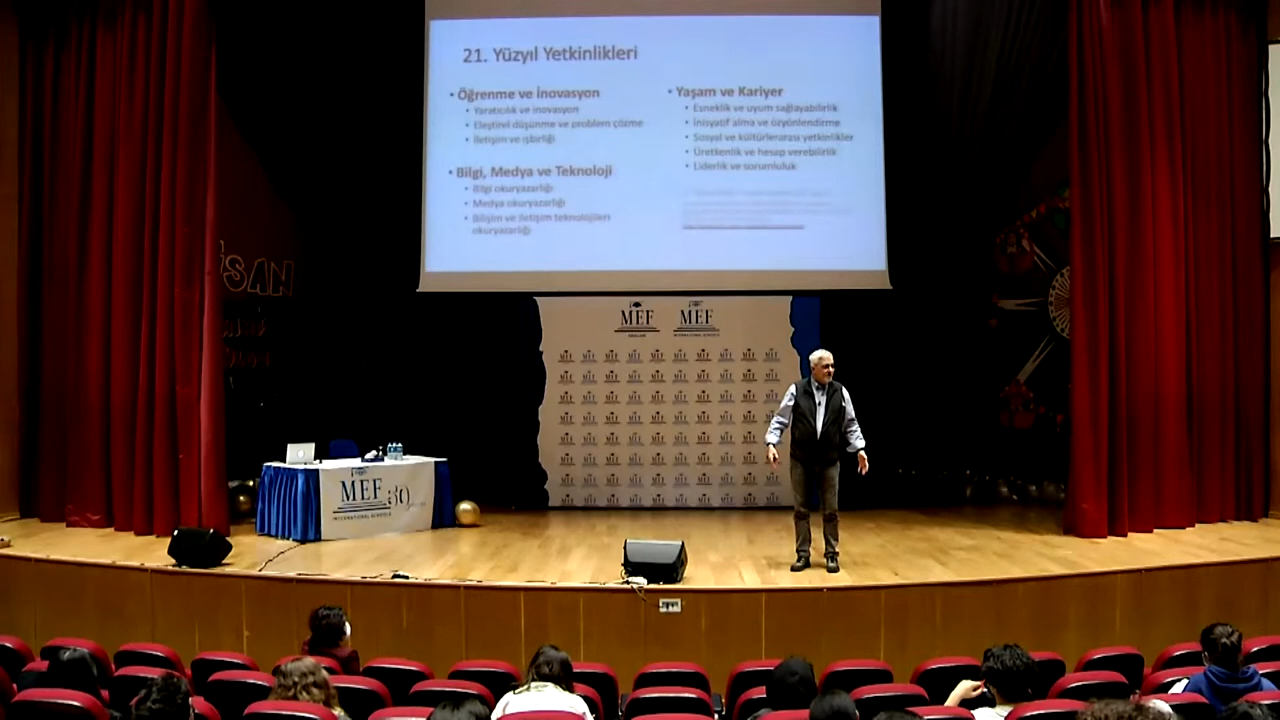 21. Yüzyıl Yetkinlikleri
• Öğrenme ve İnovasyon
• Yaratıcılık ve inovasyon
• Eleştirel düşünme ve problem çözme
• İletişim ve işbirliği
• Bilgi, Medya ve Teknoloji
• Bilgi okuryazarlığı
• Medya okuryazarlığı
• Bilişim ve iletişim teknolojileri
okuryazarlığı
• Yaşam ve Kariyer
• Esneklik ve uyum sağlayabilirlik
• İnisyatif alma ve özyönlendirme
• Sosyal ve kültürlerarası yetkinlikler
• Üretkenlik ve hesap verebilirlik
• Liderlik ve sorumluluk
MEF
MEF
INTERNATIONAL SCHOOLS
MEF 30
INTERNATIONAL SCHOOLS